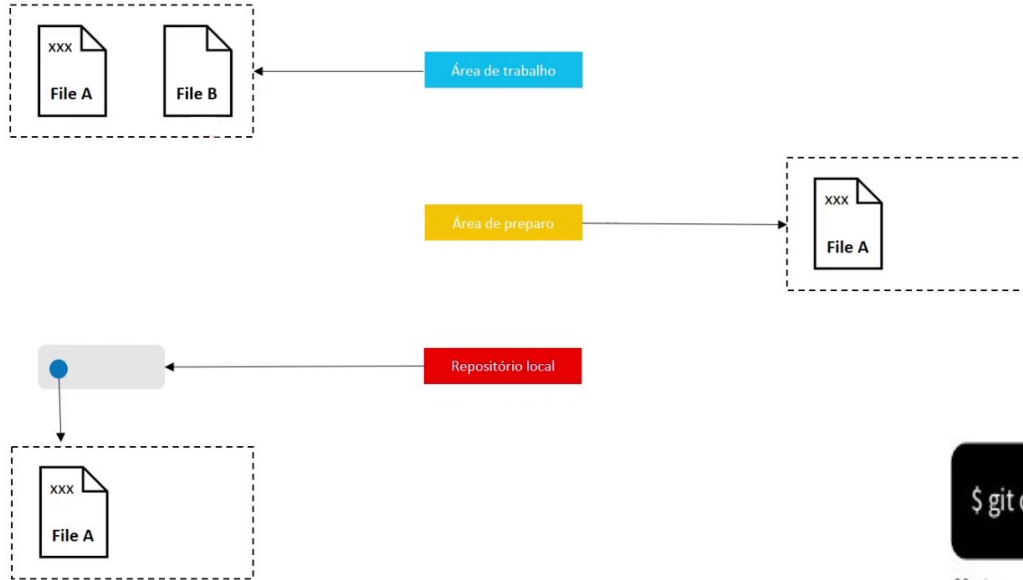 xxx
File A
File B
Área de trabalho
Área de preparo
xxx
File A
Repositório local
xxx
File A
$ git